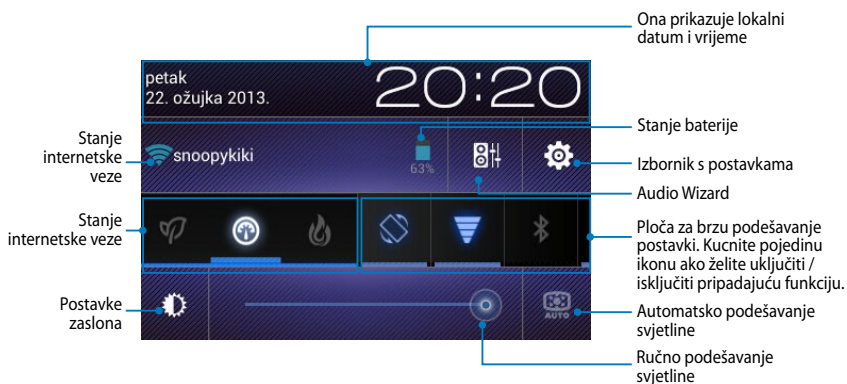 Ona prikazuje lokalni
datum i vrijeme
petak
22. ožujka 2013.
20:20
Stanje
internetske
veze
snoopykiki
63%
Stanje baterije
Izbornik s postavkama
Audio Wizard
Stanje
internetske veze
Ploča za brzu podešavanje
postavki. Kucnite pojedinu
ikonu ako želite uključiti /
isključiti pripadajuću funkciju.
Postavke
zaslona
AUTO
Automatsko podešavanje
svjetline
Ručno podešavanje
svjetline